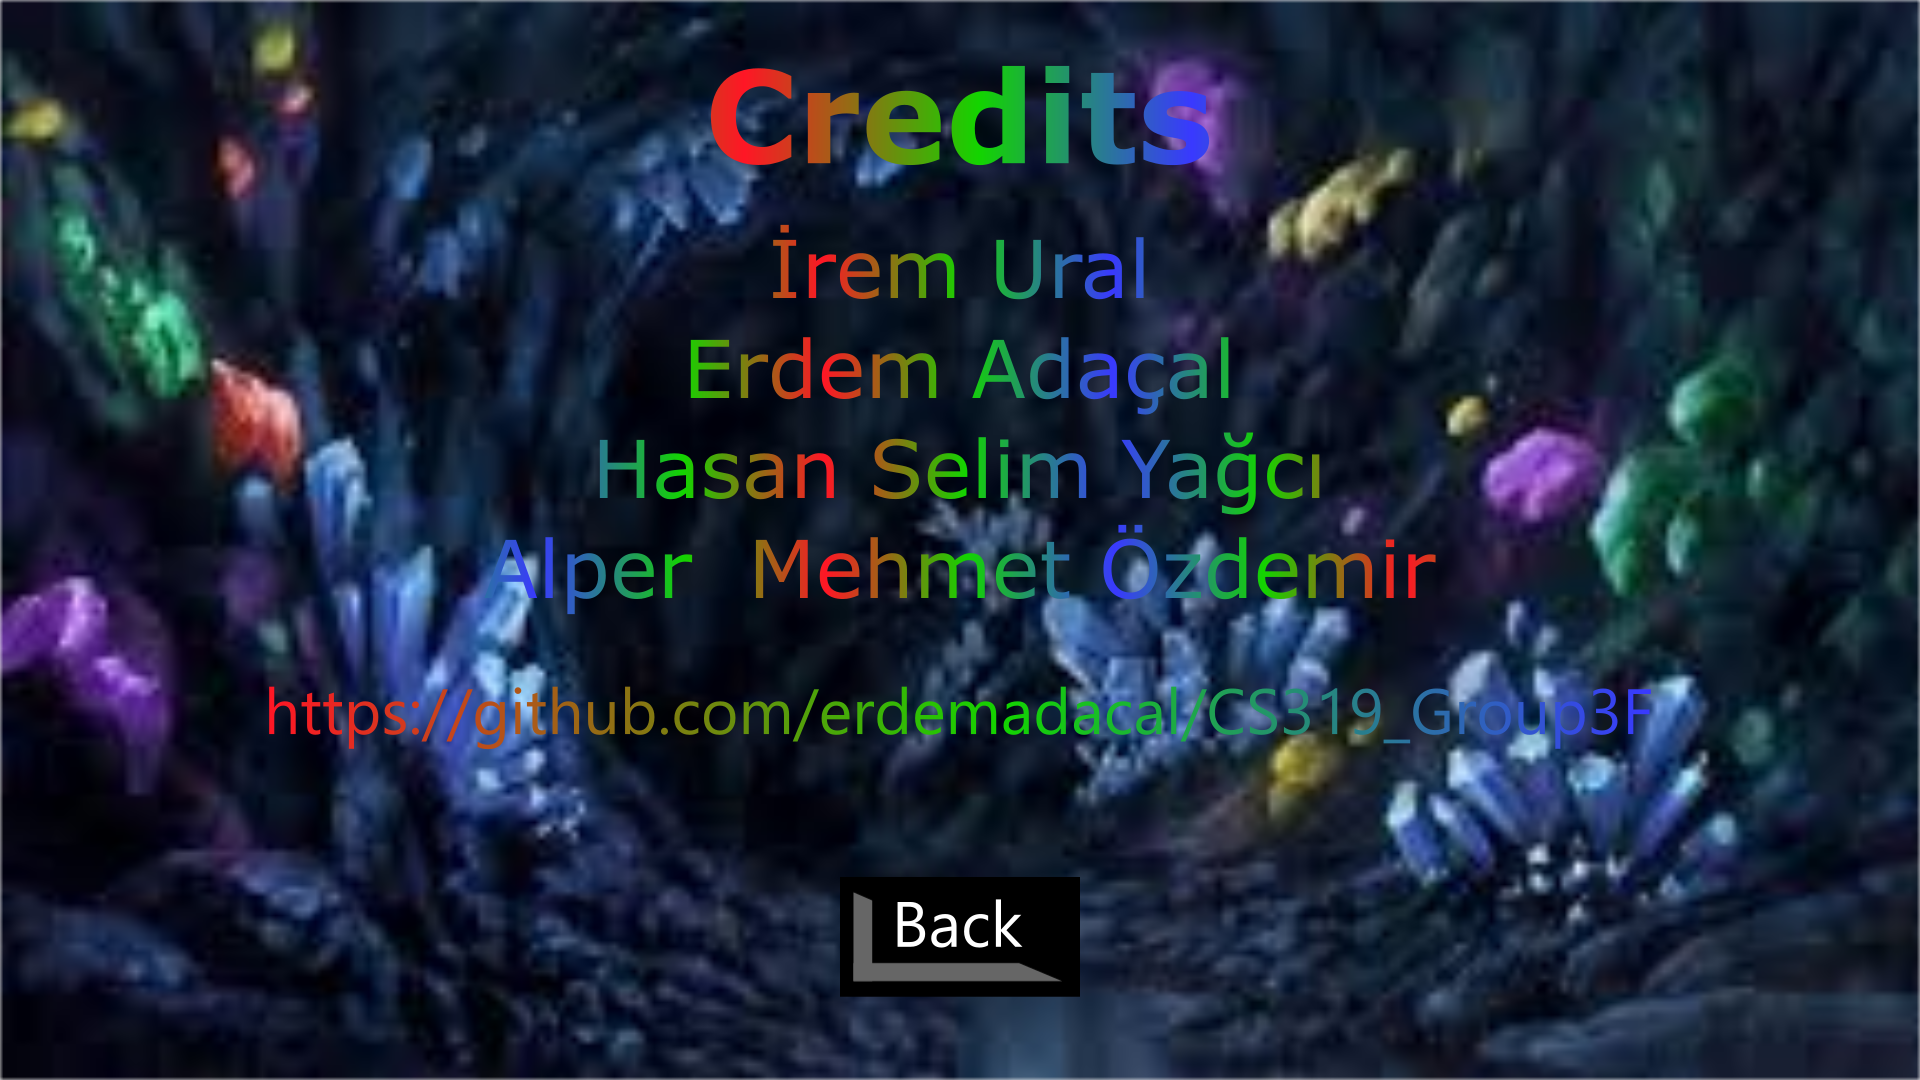 Credits
İrem Ural
Erdem Adaçal
Hasan Selim Yağcı
Alper  Mehmet Özdemir
https://github.com/erdemadacal/CS319_Group3F
Back